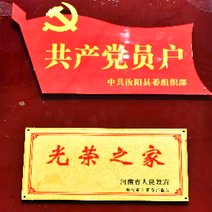 共产党员户
中共汝阳县委组织部
光荣之家
河南省人民政府